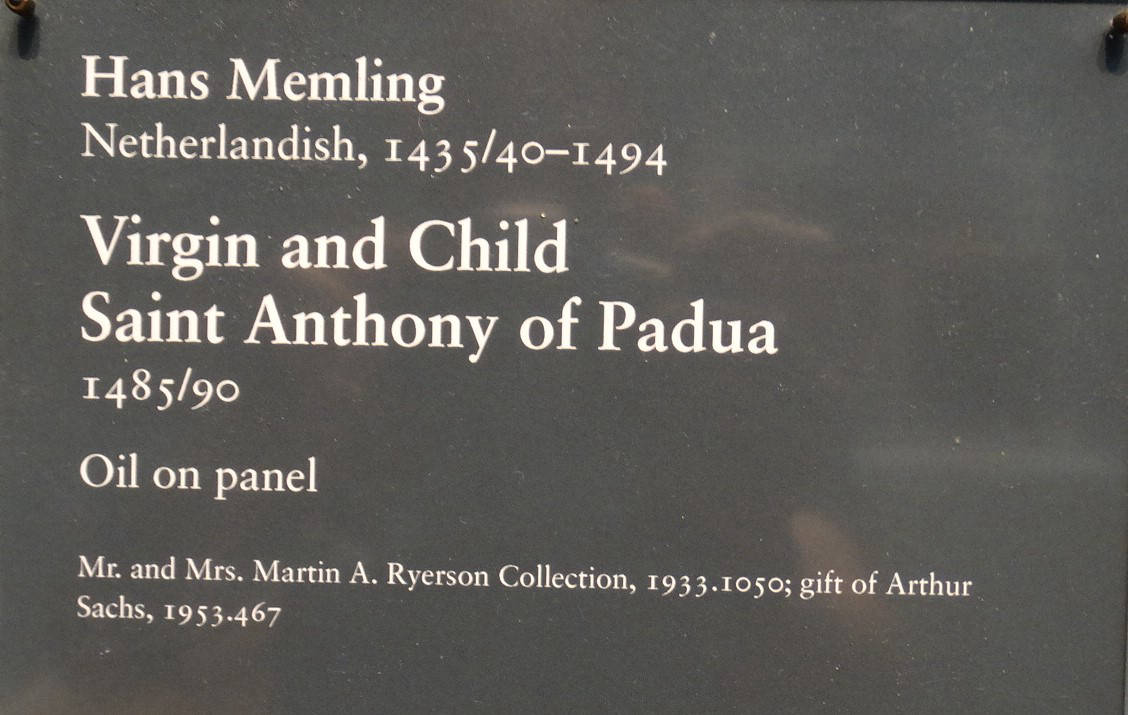 Hans Memling
Netherlandish, 1435/40–1494
Virgin and Child
Saint Anthony of Padua
1485/90
Oil on panel
Mr. and Mrs. Martin A. Ryerson Collection, 1933.1050; gift of Arthur
Sachs, 1953.467